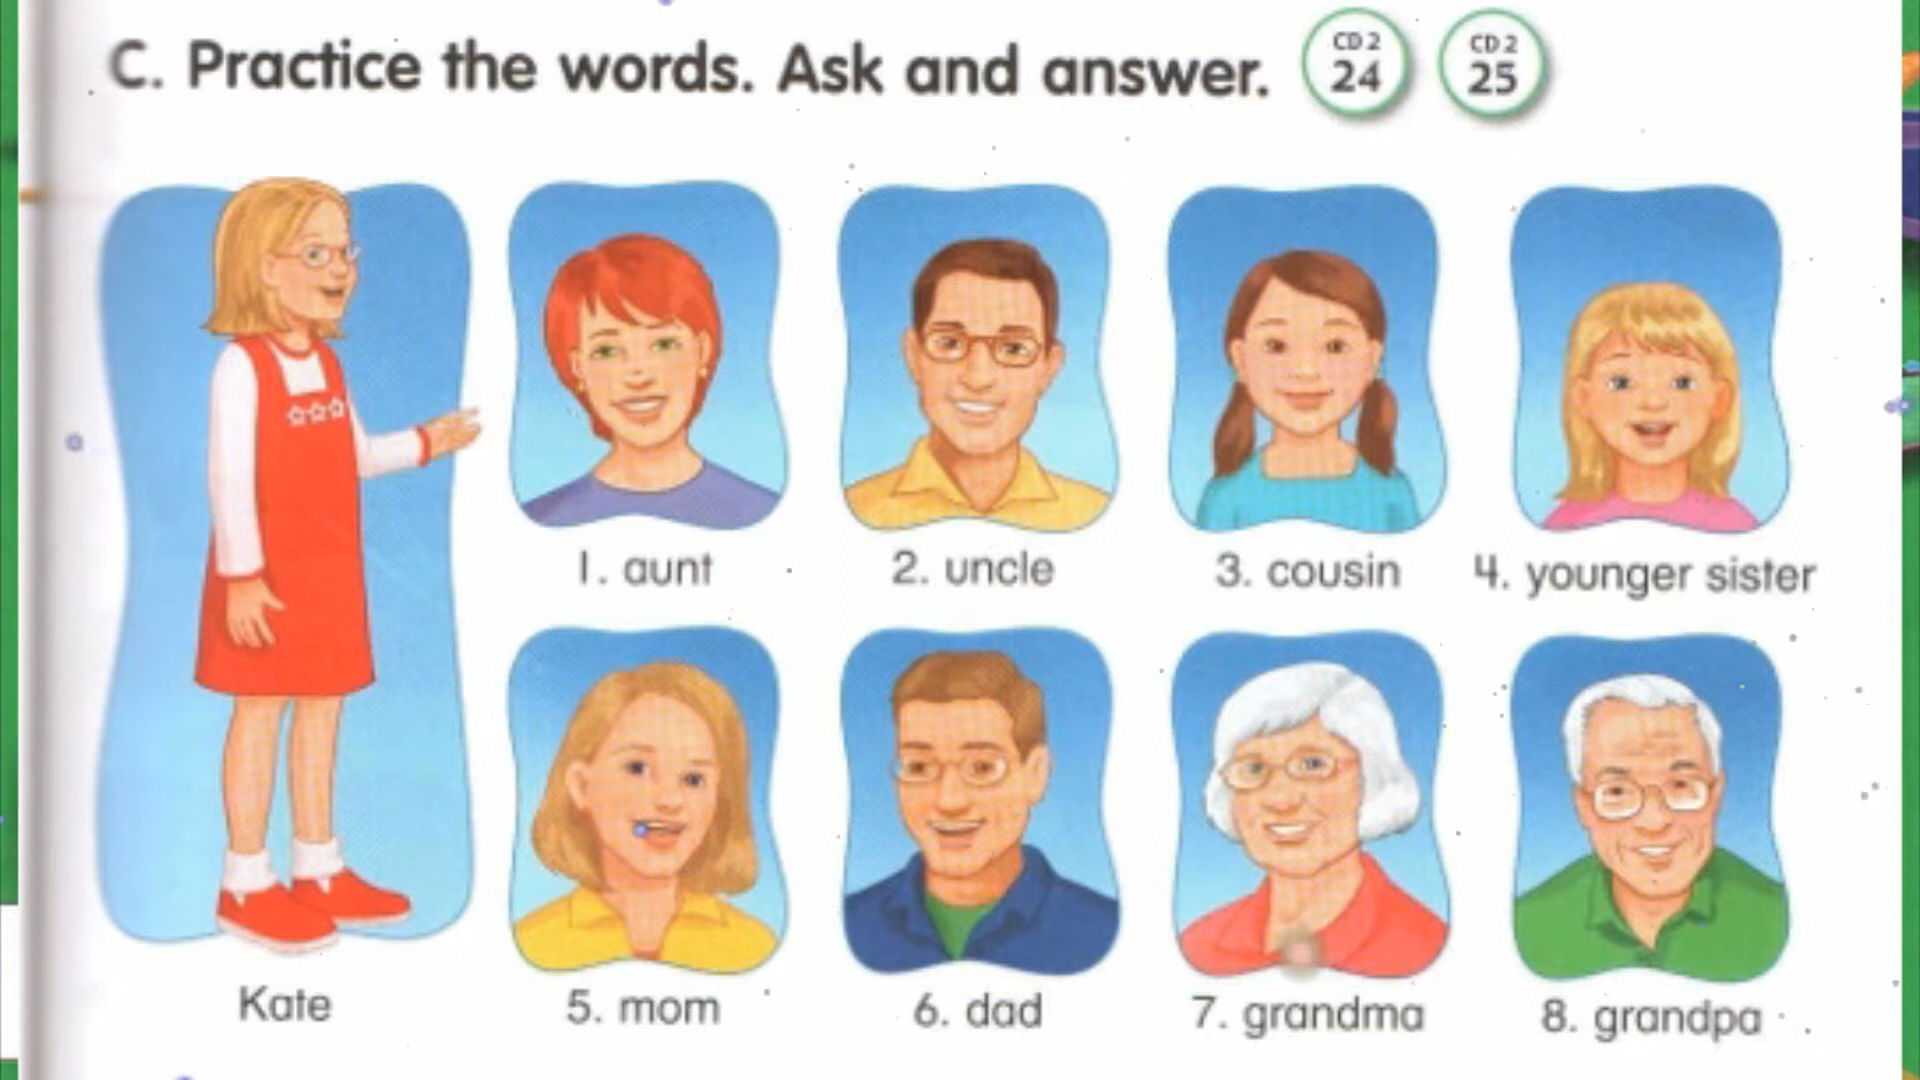 C. Practice the words. Ask and answer.
CD 2
24
CD 2
25
1. aunt
2. uncle
3. cousin
4. younger sister
Kate
5. mom
6. dad
7. grandma
8. grandpa